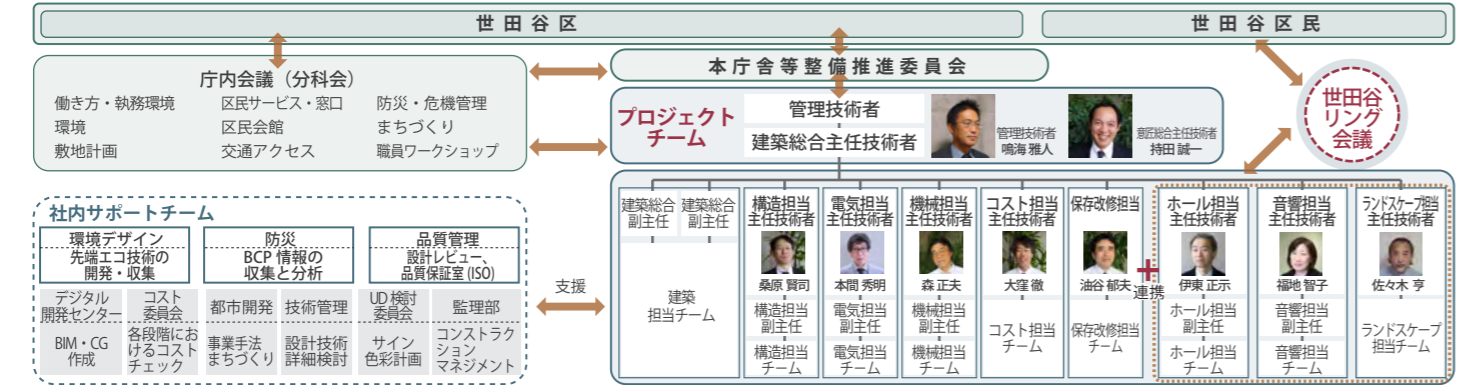 世田谷区
世田谷区民
庁内会議（分科会）
働き方・執務環境
区民サービス・窓口
防災・危機管理
環境
区民会館
まちづくり
敷地計画
交通アクセス
職員ワークショップ
本庁舎等整備推進委員会
プロジェクト
チーム
管理技術者
建築総合主任技術者
管理技術者
鳴海 雅人
意匠総合主任技術者
持田 誠一
世田谷
リング
会議
社内サポートチーム
環境デザイン
先端エコ技術の
開発・収集
防災
BCP 情報の
収集と分析
品質管理
設計レビュー、
品質保証室 (ISO)
デジタル
開発センター
コスト
委員会
都市開発
技術管理
UD 検討
委員会
監理部
BIM・CG
作成
各段階にお
けるコスト
チェック
事業手法
まちづくり
設計技術
詳細検討
サイン
色彩計画
コンストラク
ション
マネジメント
支援
建築総合
副主任
建築総合
副主任
建築
担当チーム
構造担当
主任技術者
桑原 賢司
構造担当
副主任
構造担当
チーム
電気担当
主任技術者
本間 秀明
電気担当
副主任
電気担当
チーム
機械担当
主任技術者
森 正夫
機械担当
副主任
機械担当
チーム
コスト担当
主任技術者
大窪 徹
コスト担当
チーム
保存改修担当
油谷 郁夫
保存改修担当
チーム
+
連携
ホール担当
主任技術者
伊東 正示
ホール担当
副主任
ホール担当
チーム
音響担当
主任技術者
福地 智子
音響担当
副主任
音響担当
チーム
ランドスケープ担当
主任技術者
佐々木 亨
ランドスケープ
担当チーム